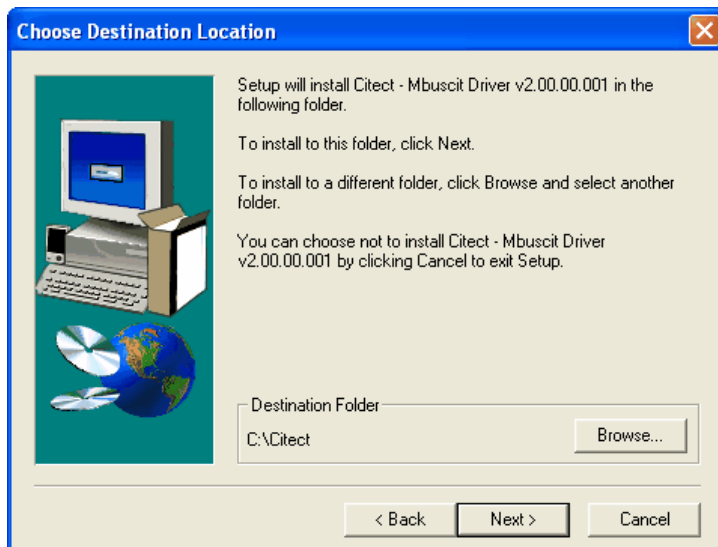 Choose Destination Location
Setup will install Citect - Mbuscit Driver v2.00.00.001 in the
following folder.
To install to this folder, click Next.
To install to a different folder, click Browse and select another
folder.
You can choose not to install Citect - Mbuscit Driver
v2.00.00.001 by clicking Cancel to exit Setup.
Destination Folder
C:\Citect
Browse...
< Back
Next >
Cancel